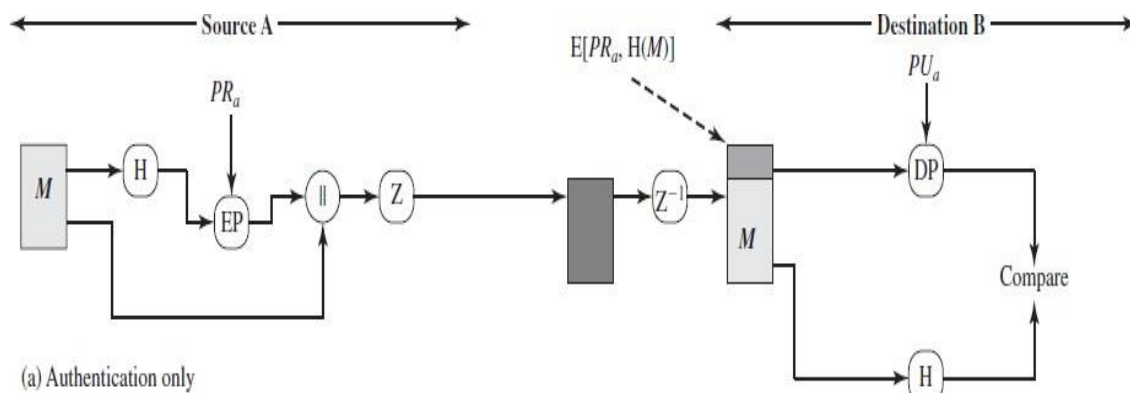 Source A
Destination B
E[PRₐ, H(M)]
PUₐ
PRₐ
M
H
EP
||
Z
Z⁻¹
DP
M
Compare
H
(a) Authentication only